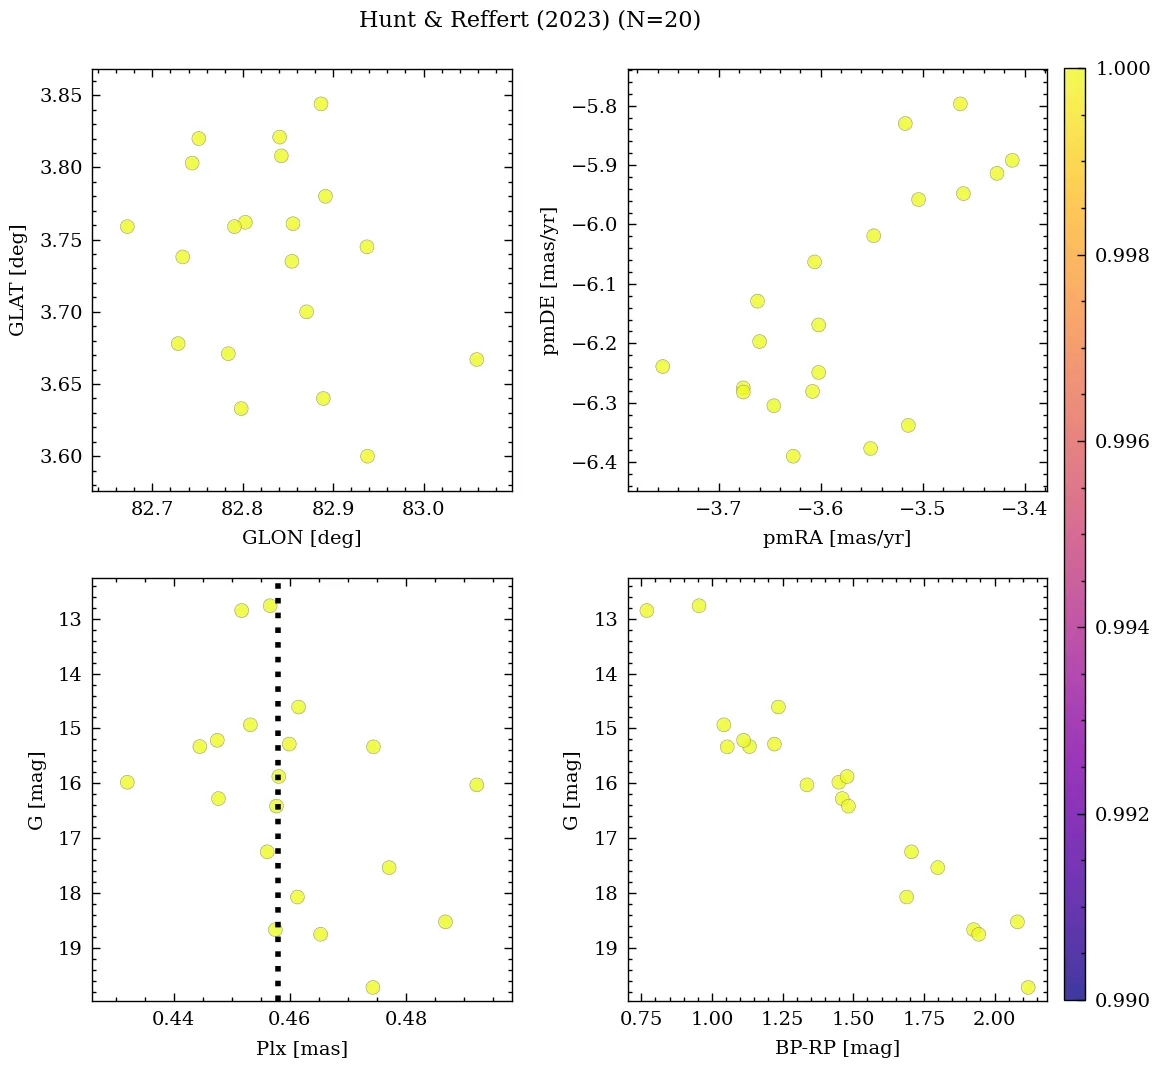 Hunt & Reffert (2023) (N=20)
3.85
3.80
3.75
3.70
3.65
3.60
GLAT [deg]
82.7 82.8 82.9 83.0
GLON [deg]
−5.8
−5.9
−6.0
−6.1
−6.2
−6.3
−6.4
pmDE [mas/yr]
−3.7 −3.6 −3.5 −3.4
pmRA [mas/yr]
13
14
15
16
17
18
19
G [mag]
0.44 0.46 0.48
Plx [mas]
13
14
15
16
17
18
19
G [mag]
0.75 1.00 1.25 1.50 1.75 2.00
BP-RP [mag]
1.000
0.998
0.996
0.994
0.992
0.990